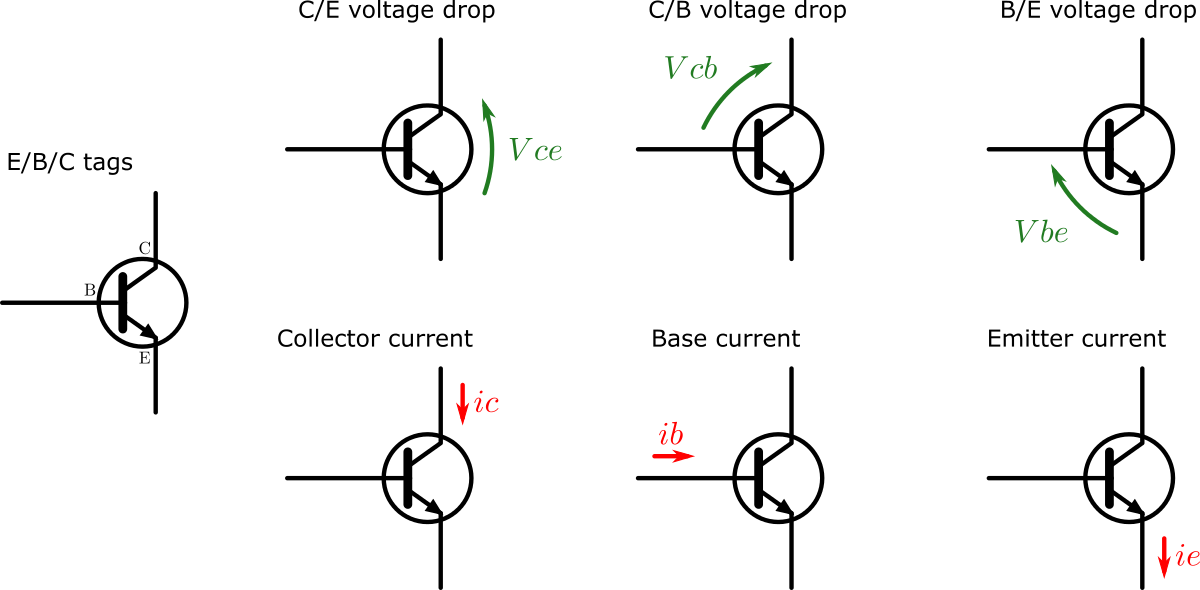 C/E voltage drop
C/B voltage drop
B/E voltage drop
Vcb
Vce
E/B/C tags
Vbe
C
B
E
Collector current
Base current
Emitter current
ic
ib
ie